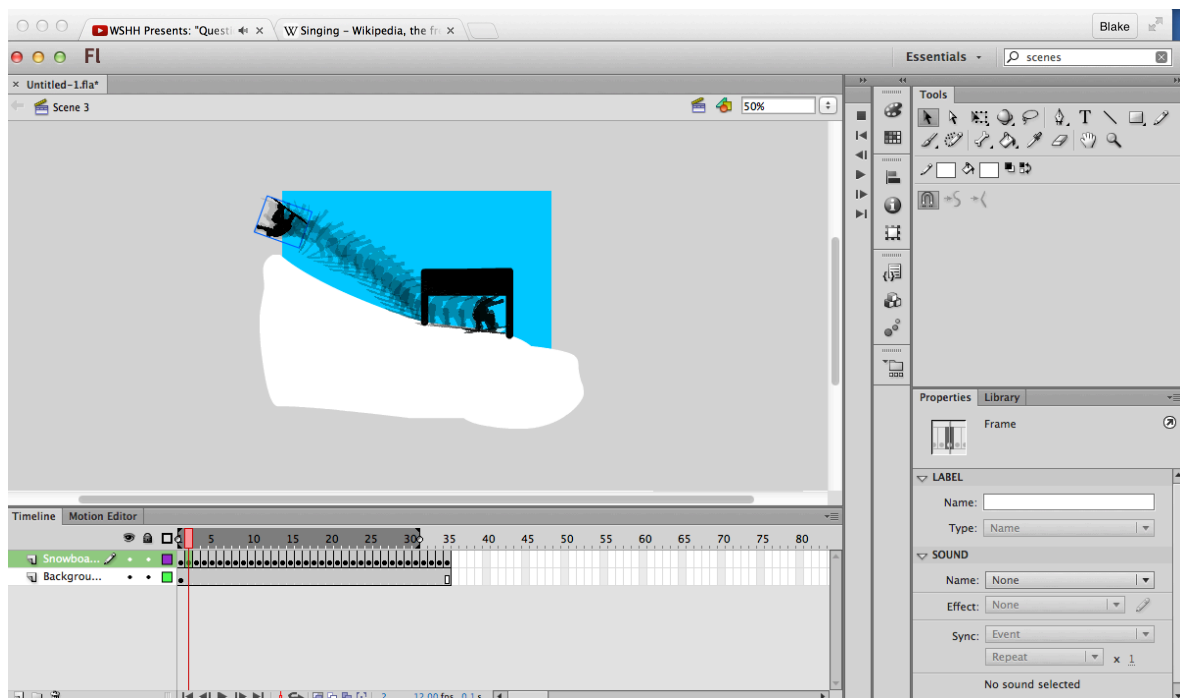 WSHH Presents: "Questi
W Singing – Wikipedia, the fr
Blake
Fl
Essentials
scenes
Untitled-1.fla*
Scene 3
50%
Tools
T
Properties
Library
Frame
LABEL
Name:
Type: Name
SOUND
Name: None
Effect: None
Sync: Event
Repeat x 1
No sound selected
Timeline
Motion Editor
5 10 15 20 25 30 35 40 45 50 55 60 65 70 75 80
Snowboa...
Backgrou...
2 12.00 fps 0.1 s